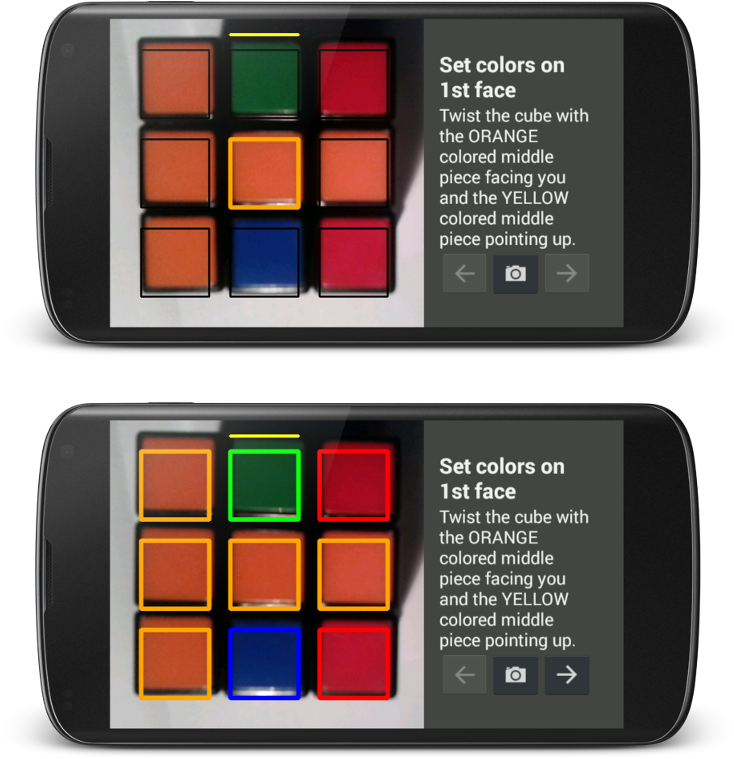 Set colors on
1st face
Twist the cube with
the ORANGE
colored middle
piece facing you
and the YELLOW
colored middle
piece pointing up.
Set colors on
1st face
Twist the cube with
the ORANGE
colored middle
piece facing you
and the YELLOW
colored middle
piece pointing up.